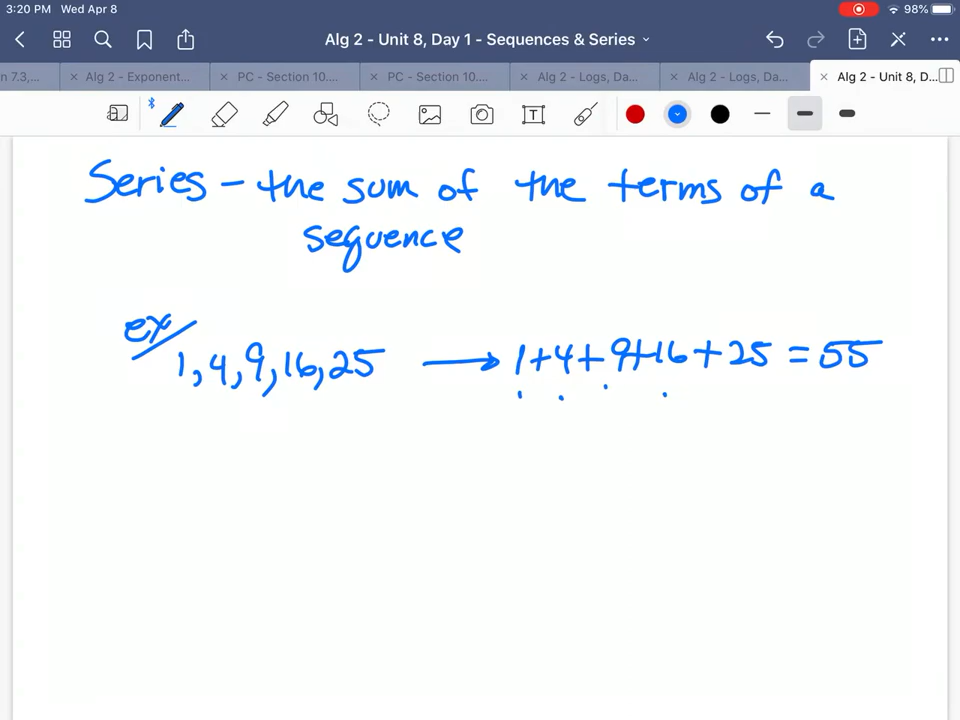 3:20 PM Wed Apr 8
98%
Alg 2 - Unit 8, Day 1 - Sequences & Series
n 7.3,...
Alg 2 - Exponent...
PC - Section 10....
PC - Section 10....
Alg 2 - Logs, Da...
Alg 2 - Logs, Da...
Alg 2 - Unit 8, D...
Series - the sum of the terms of a
sequence
ex
1, 4, 9, 16, 25 → 1+4+9+16+25 = 55